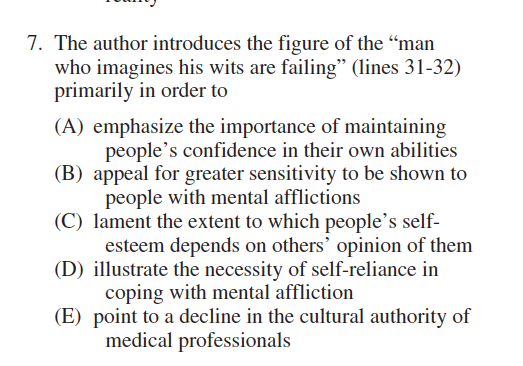 7. The author introduces the figure of the “man
who imagines his wits are failing” (lines 31-32)
primarily in order to
(A) emphasize the importance of maintaining
people’s confidence in their own abilities
(B) appeal for greater sensitivity to be shown to
people with mental afflictions
(C) lament the extent to which people’s self-
esteem depends on others’ opinion of them
(D) illustrate the necessity of self-reliance in
coping with mental affliction
(E) point to a decline in the cultural authority of
medical professionals